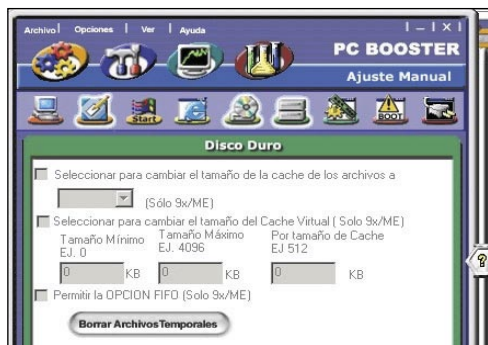 Archivo Opciones Ver Ayuda
PC BOOSTER
Ajuste Manual
Start
BOOT
Disco Duro
Seleccionar para cambiar el tamaño de la cache de los archivos a
(Sólo 9x/ME)
Seleccionar para cambiar el tamaño del Cache Virtual ( Solo 9x/ME)
Tamaño Mínimo Tamaño Máximo Por tamaño de Cache
EJ. 0 EJ. 4096 EJ 512
0 KB 0 KB 0 KB
Permitir la OPCION FIFO (Solo 9x/ME)
Borrar ArchivosTemporales
?